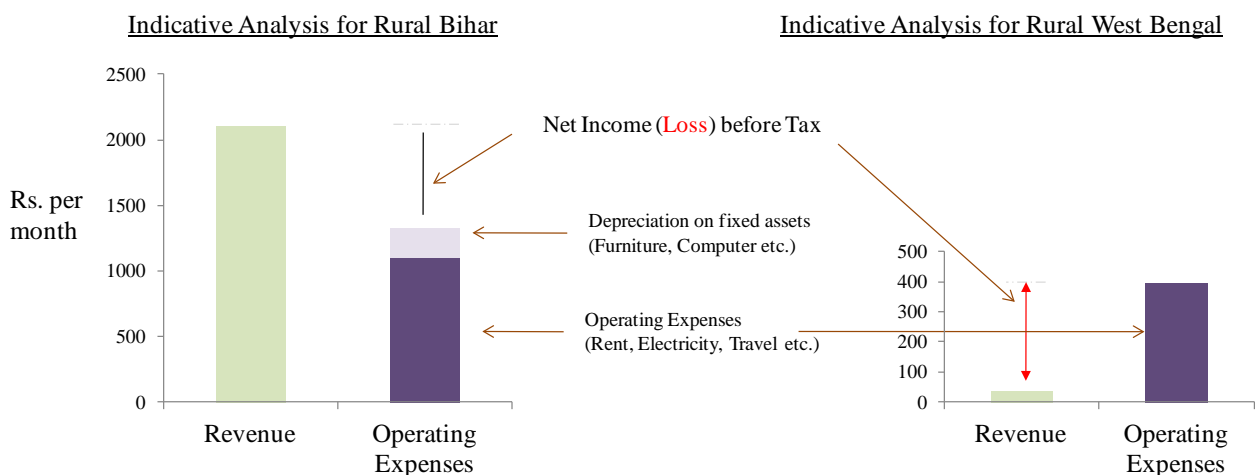 Indicative Analysis for Rural Bihar
Indicative Analysis for Rural West Bengal
2500
2000
1500
1000
500
0
Rs. per
month
Revenue
Operating
Expenses
Net Income (Loss) before Tax
Depreciation on fixed assets
(Furniture, Computer etc.)
Operating Expenses
(Rent, Electricity, Travel etc.)
500
400
300
200
100
0
Revenue
Operating
Expenses